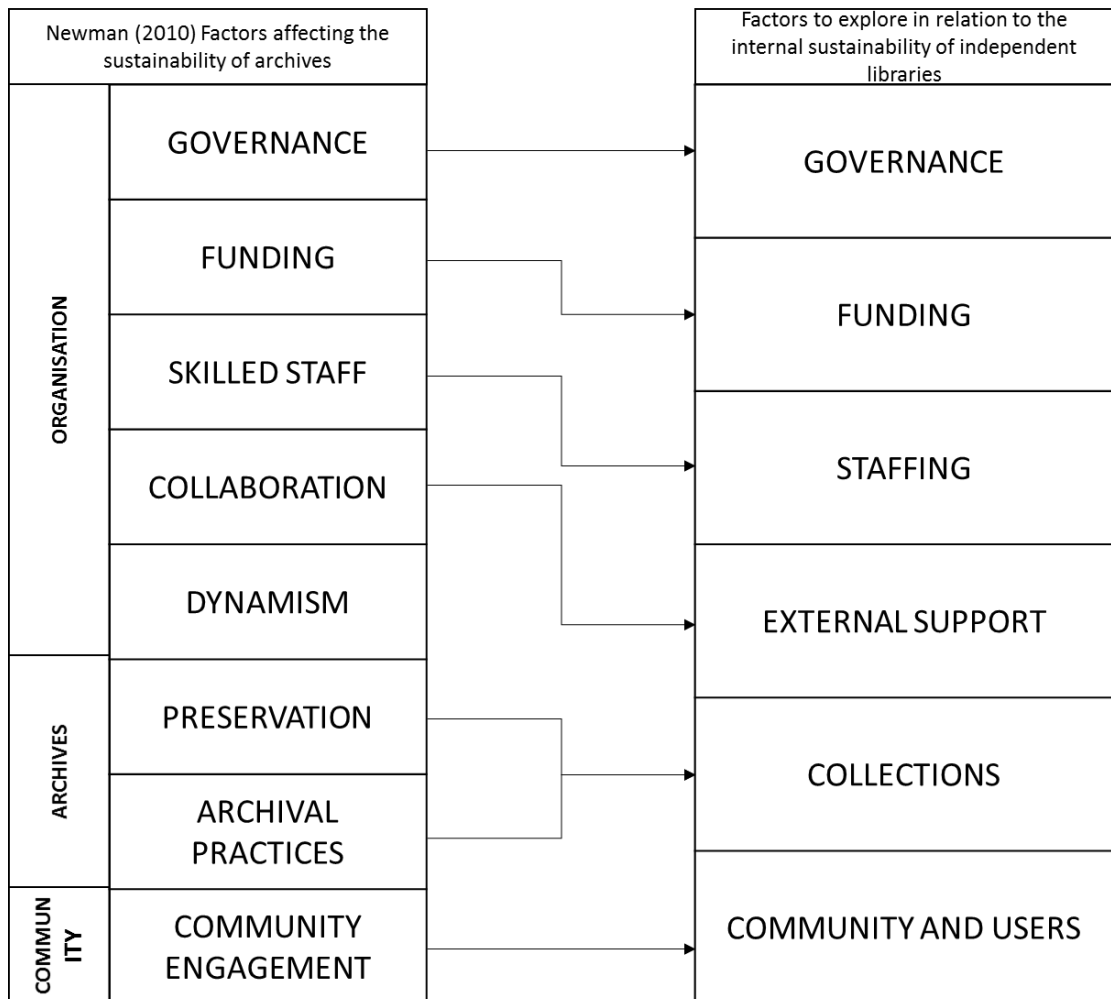 Newman (2010) Factors affecting the
sustainability of archives
Factors to explore in relation to the
internal sustainability of independent
libraries
ORGANISATION
GOVERNANCE
FUNDING
SKILLED STAFF
COLLABORATION
DYNAMISM
ARCHIVES
PRESERVATION
ARCHIVAL
PRACTICES
COMMUN
ITY
COMMUNITY
ENGAGEMENT
GOVERNANCE
FUNDING
STAFFING
EXTERNAL SUPPORT
COLLECTIONS
COMMUNITY AND USERS